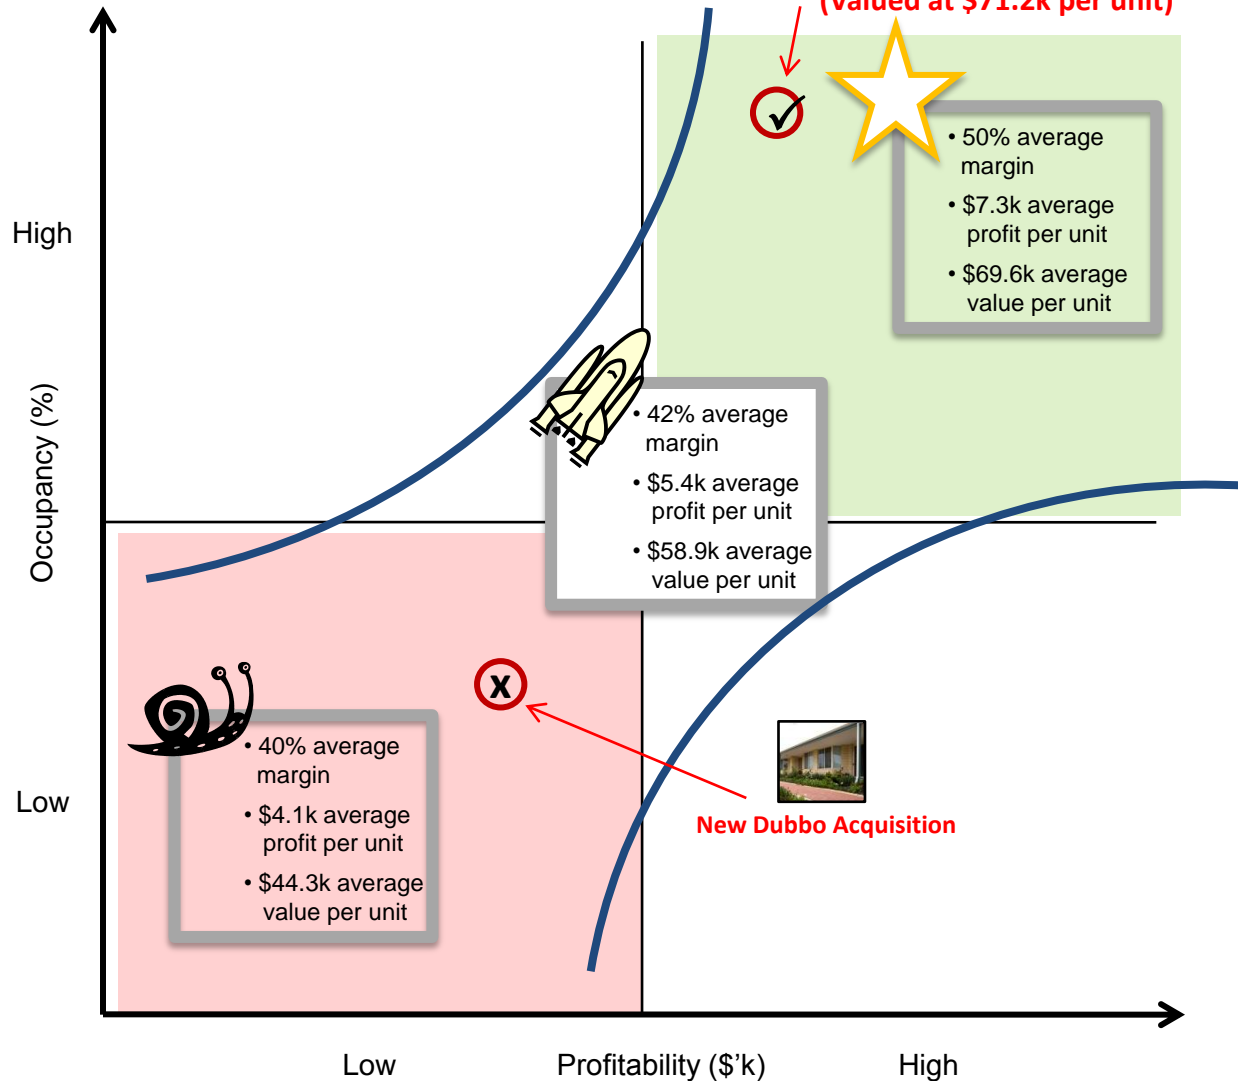 (Valued at $71.2k per unit)
High
• 50% average
margin
• $7.3k average
profit per unit
• $69.6k average
value per unit
Occupancy (%)
• 42% average
margin
• $5.4k average
profit per unit
• $58.9k average
value per unit
X
• 40% average
margin
• $4.1k average
profit per unit
• $44.3k average
value per unit
Low
New Dubbo Acquisition
Low
Profitability ($'k)
High